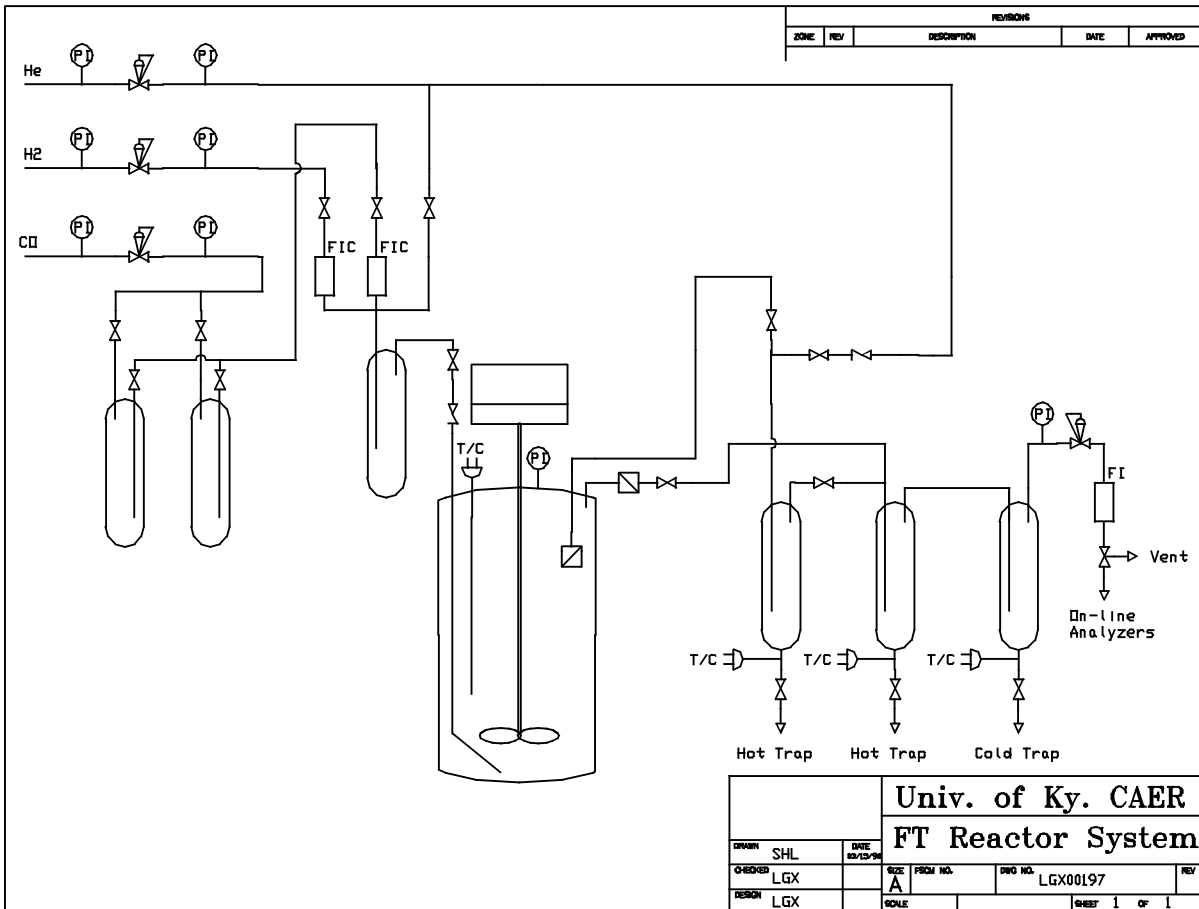 REVISIONS
ZONE REV DESCRIPTION DATE APPROVED
PI PI
He
PI PI
H2
PI PI
CO
FIC FIC
T/C
PI
PI
FI
Vent
On-line
Analyzers
T/C T/C T/C
Hot Trap Hot Trap Cold Trap
Univ. of Ky. CAER
FT Reactor System
DRAWN SHL DATE
CHECKED LGX
SIZE A FSCM NO. DWG NO. LGX00197 REV
DESIGN LGX
SCALE SHEET 1 OF 1